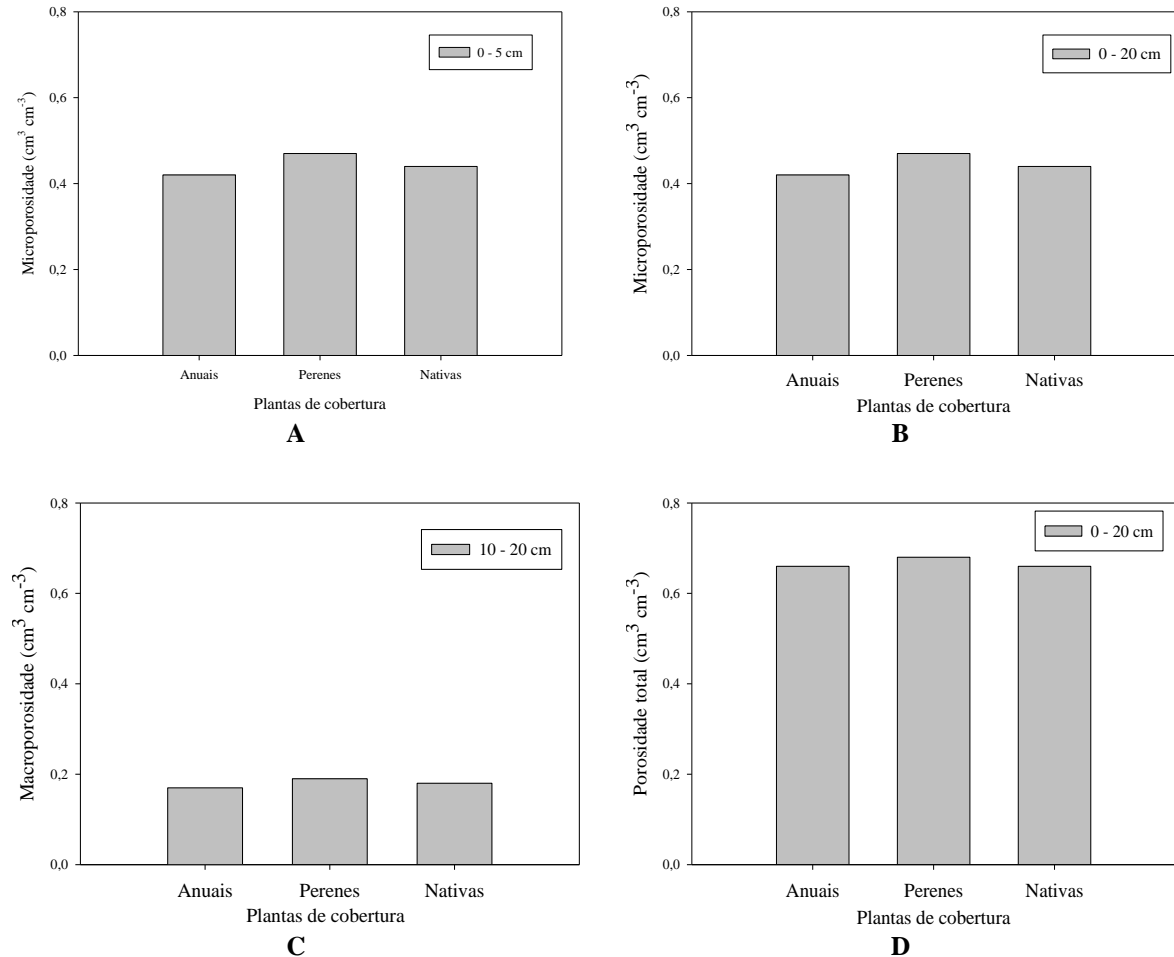 0,8
0,6
0,4
0,2
0,0
Microporosidade (cm³ cm⁻³)
0 - 5 cm
Anuais Perenes Nativas
Plantas de cobertura
A
0,8
0,6
0,4
0,2
0,0
Microporosidade (cm³ cm⁻³)
0 - 20 cm
Anuais Perenes Nativas
Plantas de cobertura
B
0,8
0,6
0,4
0,2
0,0
Macroporosidade (cm³ cm⁻³)
10 - 20 cm
Anuais Perenes Nativas
Plantas de cobertura
C
0,8
0,6
0,4
0,2
0,0
Porosidade total (cm³ cm⁻³)
0 - 20 cm
Anuais Perenes Nativas
Plantas de cobertura
D